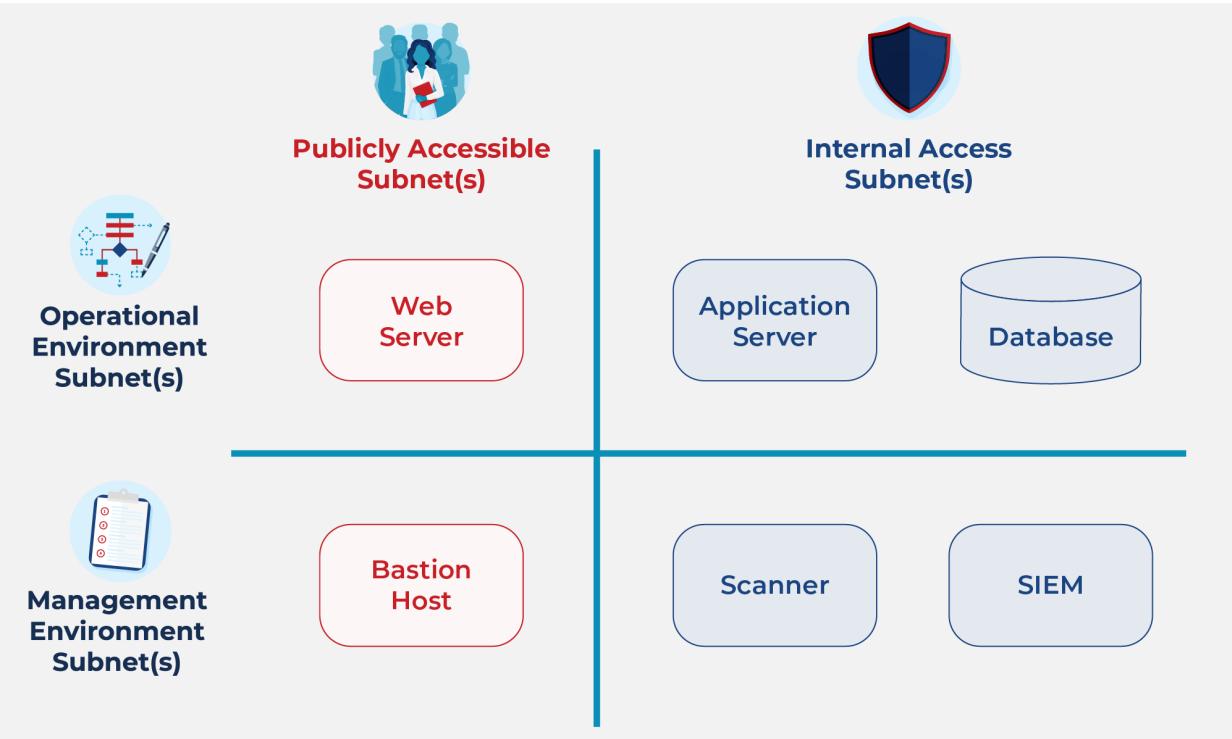 Publicly Accessible
Subnet(s)
Internal Access
Subnet(s)
Operational
Environment
Subnet(s)
Web
Server
Application
Server
Database
Management
Environment
Subnet(s)
Bastion
Host
Scanner
SIEM